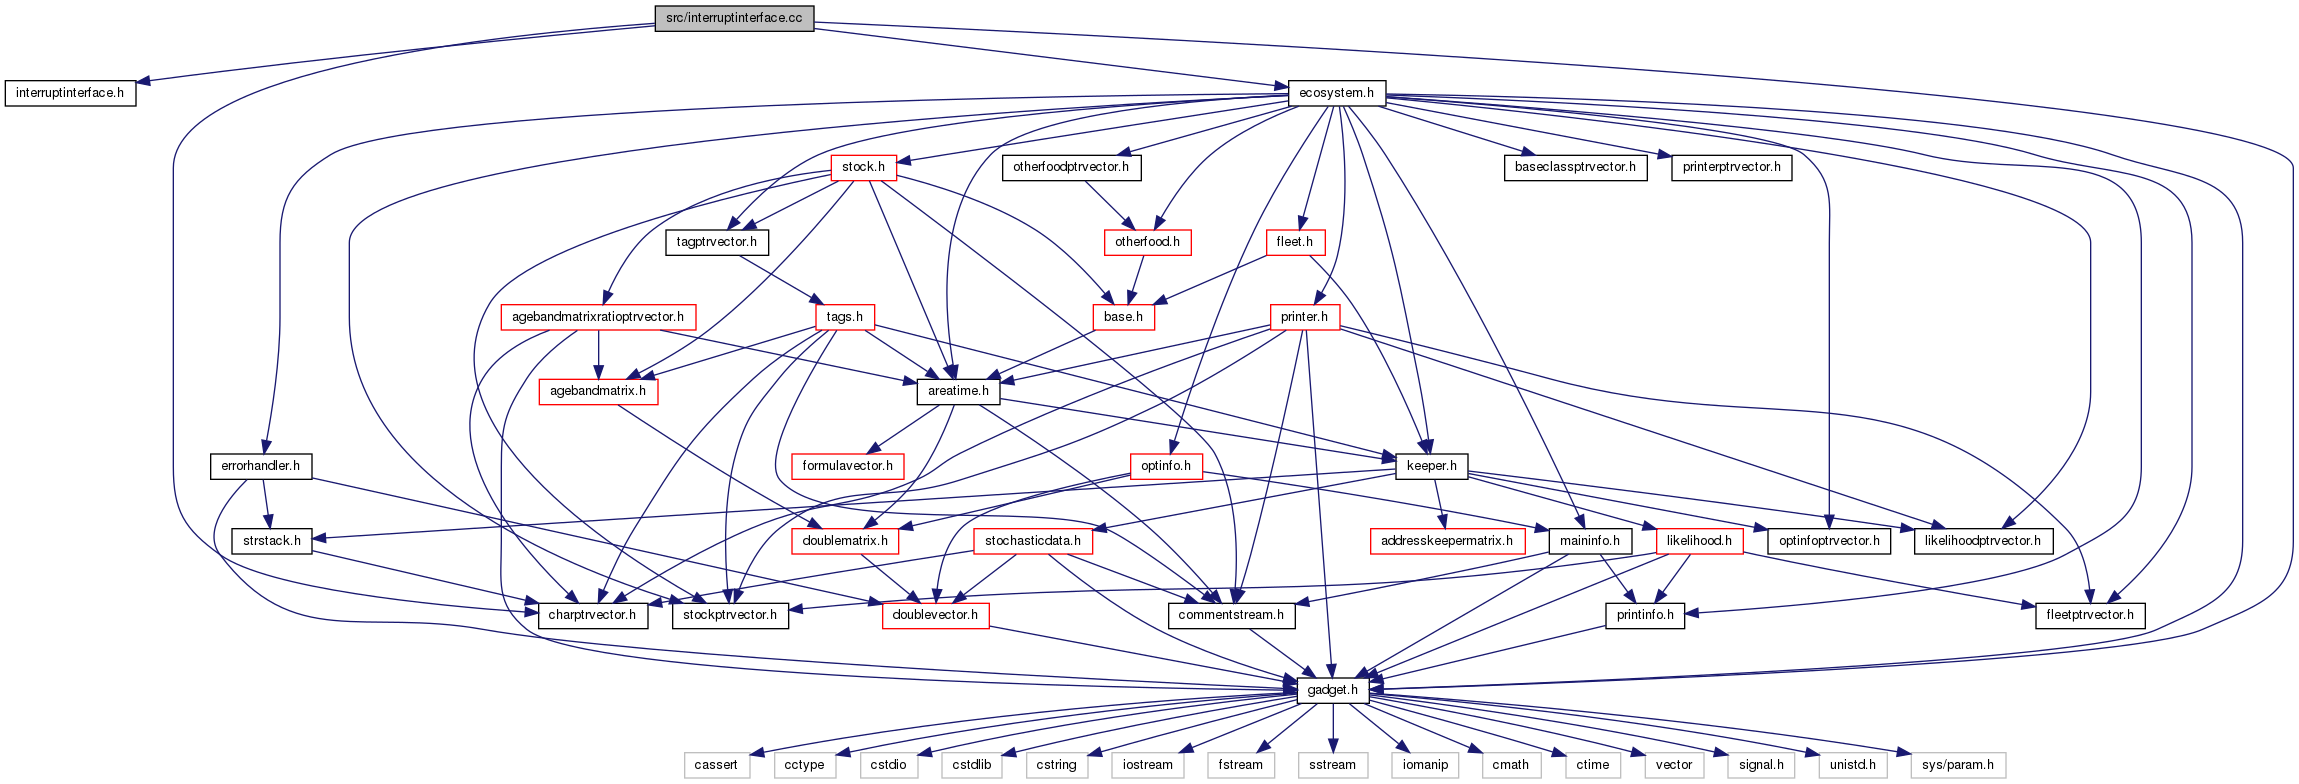 src/interruptinterface.cc
interruptinterface.h
ecosystem.h
stock.h
otherfoodptrvector.h
baseclassptrvector.h
printerptrvector.h
tagptrvector.h
otherfood.h
fleet.h
agebandmatrixratioptrvector.h
tags.h
base.h
printer.h
agebandmatrix.h
areatime.h
errorhandler.h
formulavector.h
optinfo.h
keeper.h
strstack.h
doublematrix.h
stochasticdata.h
addresskeepermatrix.h
maininfo.h
likelihood.h
optinfoptrvector.h
likelihoodptrvector.h
charptrvector.h
stockptrvector.h
doublevector.h
commentstream.h
printinfo.h
fleetptrvector.h
gadget.h
cassert
cctype
cstdio
cstdlib
cstring
iostream
fstream
sstream
iomanip
cmath
ctime
vector
signal.h
unistd.h
sys/param.h